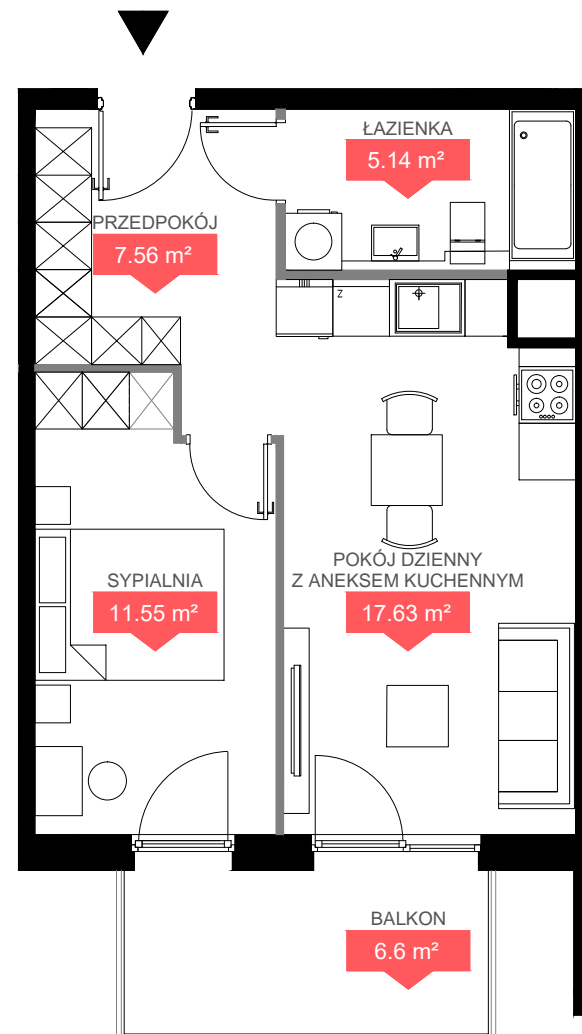 ŁAZIENKA
5.14 m²
PRZEDPOKÓJ
7.56 m²
Z
POKÓJ DZIENNY
Z ANEKSEM KUCHENNYM
17.63 m²
SYPIALNIA
11.55 m²
BALKON
6.6 m²